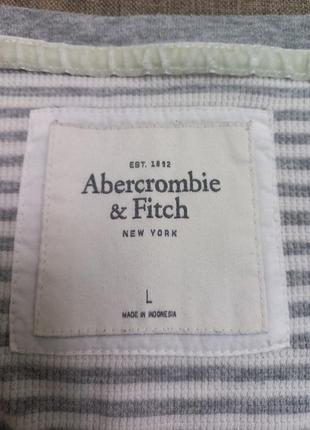 EST. 1892
Abercrombie
& Fitch
NEW YORK
L
MADE IN INDONESIA